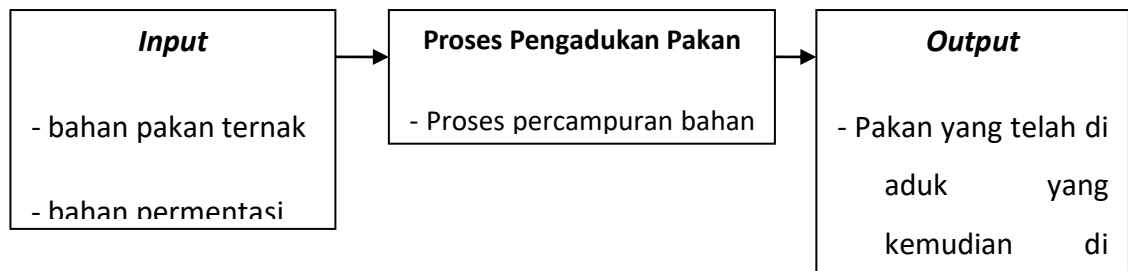 Input
- bahan pakan ternak
- bahan permentasi
Proses Pengadukan Pakan
- Proses percampuran bahan
Output
- Pakan yang telah di
aduk yang
kemudian di